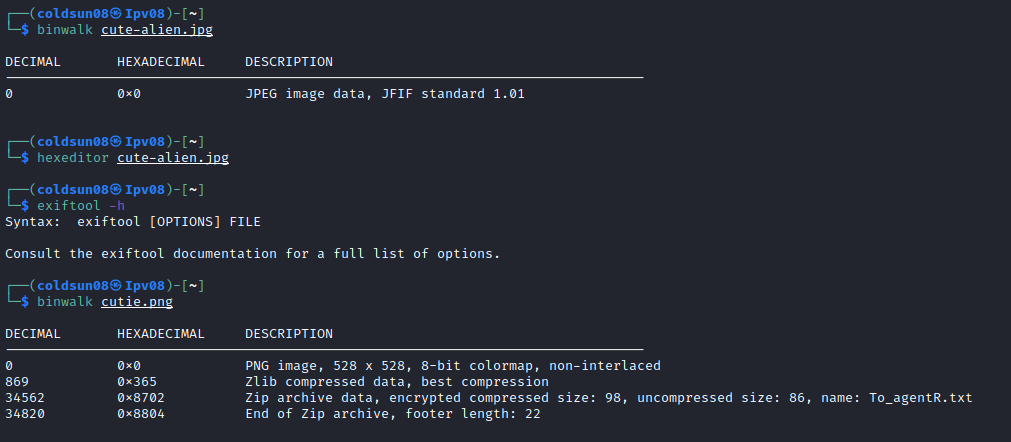 ┌──(coldsun08㉿Ipv08)-[~]
└─$ binwalk cute-alien.jpg
DECIMAL       HEXADECIMAL     DESCRIPTION
--------------------------------------------------------------------------------
0             0×0             JPEG image data, JFIF standard 1.01
┌──(coldsun08㉿Ipv08)-[~]
└─$ hexeditor cute-alien.jpg
┌──(coldsun08㉿Ipv08)-[~]
└─$ exiftool -h
Syntax:  exiftool [OPTIONS] FILE
Consult the exiftool documentation for a full list of options.
┌──(coldsun08㉿Ipv08)-[~]
└─$ binwalk cutie.png
DECIMAL       HEXADECIMAL     DESCRIPTION
--------------------------------------------------------------------------------
0             0×0             PNG image, 528 x 528, 8-bit colormap, non-interlaced
869           0×365           Zlib compressed data, best compression
34562         0×8702          Zip archive data, encrypted compressed size: 98, uncompressed size: 86, name: To_agentR.txt
34820         0×8804          End of Zip archive, footer length: 22